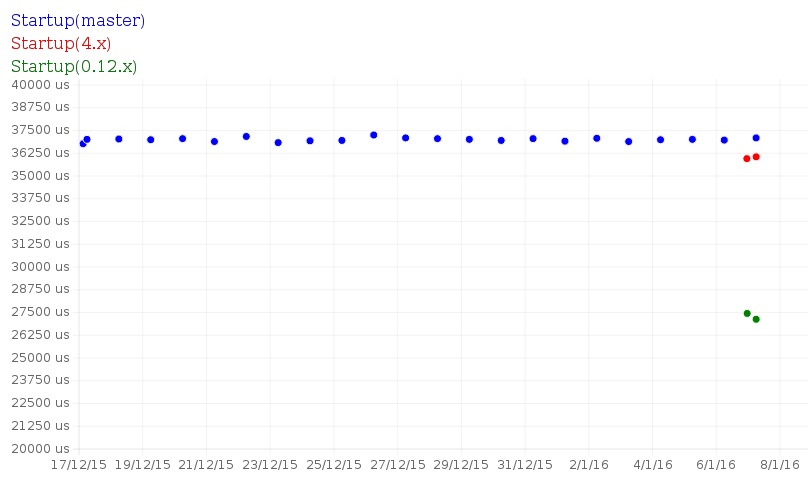 Startup(master)
Startup(4.x)
Startup(0.12.x)
40000 us
38750 us
37500 us
36250 us
35000 us
33750 us
32500 us
31250 us
30000 us
28750 us
27500 us
26250 us
25000 us
23750 us
22500 us
21250 us
20000 us
17/12/15 19/12/15 21/12/15 23/12/15 25/12/15 27/12/15 29/12/15 31/12/15 2/1/16 4/1/16 6/1/16 8/1/16